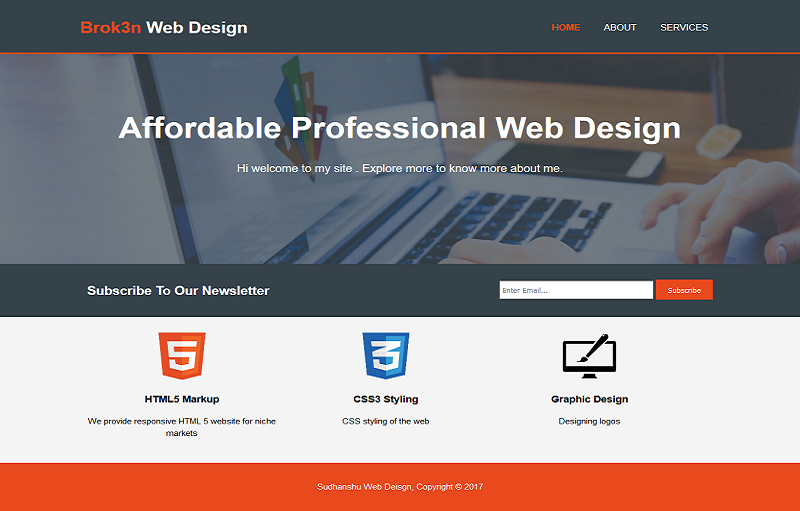 Brok3n Web Design
HOME ABOUT SERVICES
Affordable Professional Web Design
Hi welcome to my site . Explore more to know more about me.
Subscribe To Our Newsletter
Enter Email...
Subscribe
5
3
HTML5 Markup
CSS3 Styling
Graphic Design
We provide responsive HTML 5 website for niche
markets
CSS styling of the web
Designing logos
Sudhanshu Web Deisgn, Copyright © 2017